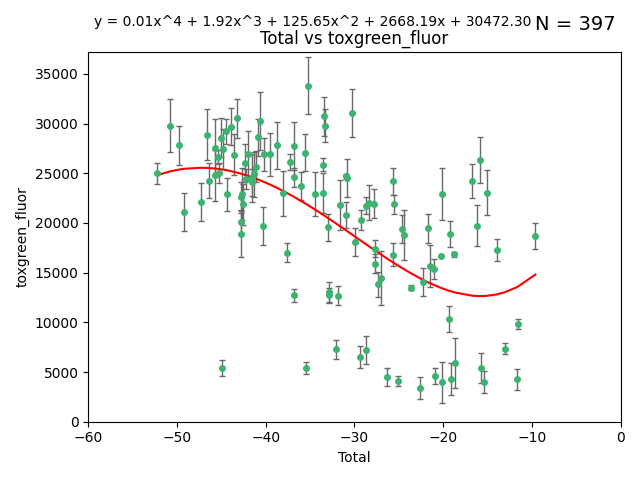 y = 0.01x^4 + 1.92x^3 + 125.65x^2 + 2668.19x + 30472.30 N = 397
Total vs toxgreen_fluor
35000
30000
25000
20000
15000
10000
5000
0
toxgreen_fluor
−60 −50 −40 −30 −20 −10 0
Total